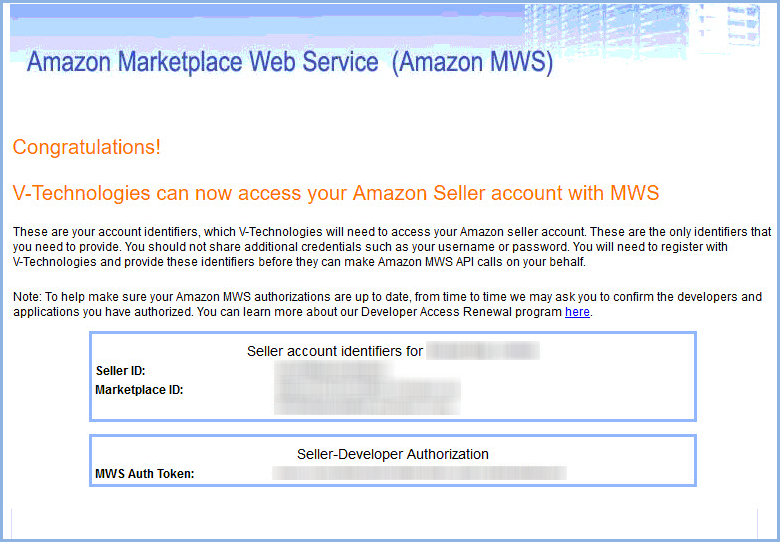 Amazon Marketplace Web Service (Amazon MWS)
Congratulations!
V-Technologies can now access your Amazon Seller account with MWS
These are your account identifiers, which V-Technologies will need to access your Amazon seller account. These are the only identifiers that
you need to provide. You should not share additional credentials such as your username or password. You will need to register with
V-Technologies and provide these identifiers before they can make Amazon MWS API calls on your behalf.
Note: To help make sure your Amazon MWS authorizations are up to date, from time to time we may ask you to confirm the developers and
applications you have authorized. You can learn more about our Developer Access Renewal program here.
Seller account identifiers for
Seller ID:
Marketplace ID:
Seller-Developer Authorization
MWS Auth Token: